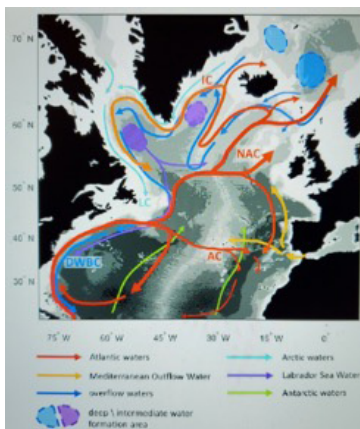 70° N
IC
60° N
NAC
50° N
LC
40° N
DWBC
AC
30° N
75° W
60° W
45° W
30° W
15° W
0°
Atlantic waters
Arctic waters
Mediterranean Outflow Water
Labrador Sea Water
overflow waters
Antarctic waters
deep \ intermediate water
formation area